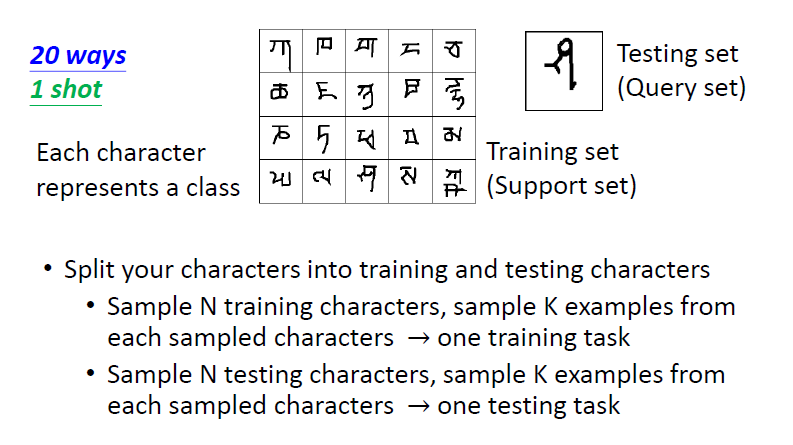 20 ways
1 shot
Each character
represents a class
Testing set
(Query set)
Training set
(Support set)
• Split your characters into training and testing characters
• Sample N training characters, sample K examples from
each sampled characters → one training task
• Sample N testing characters, sample K examples from
each sampled characters → one testing task